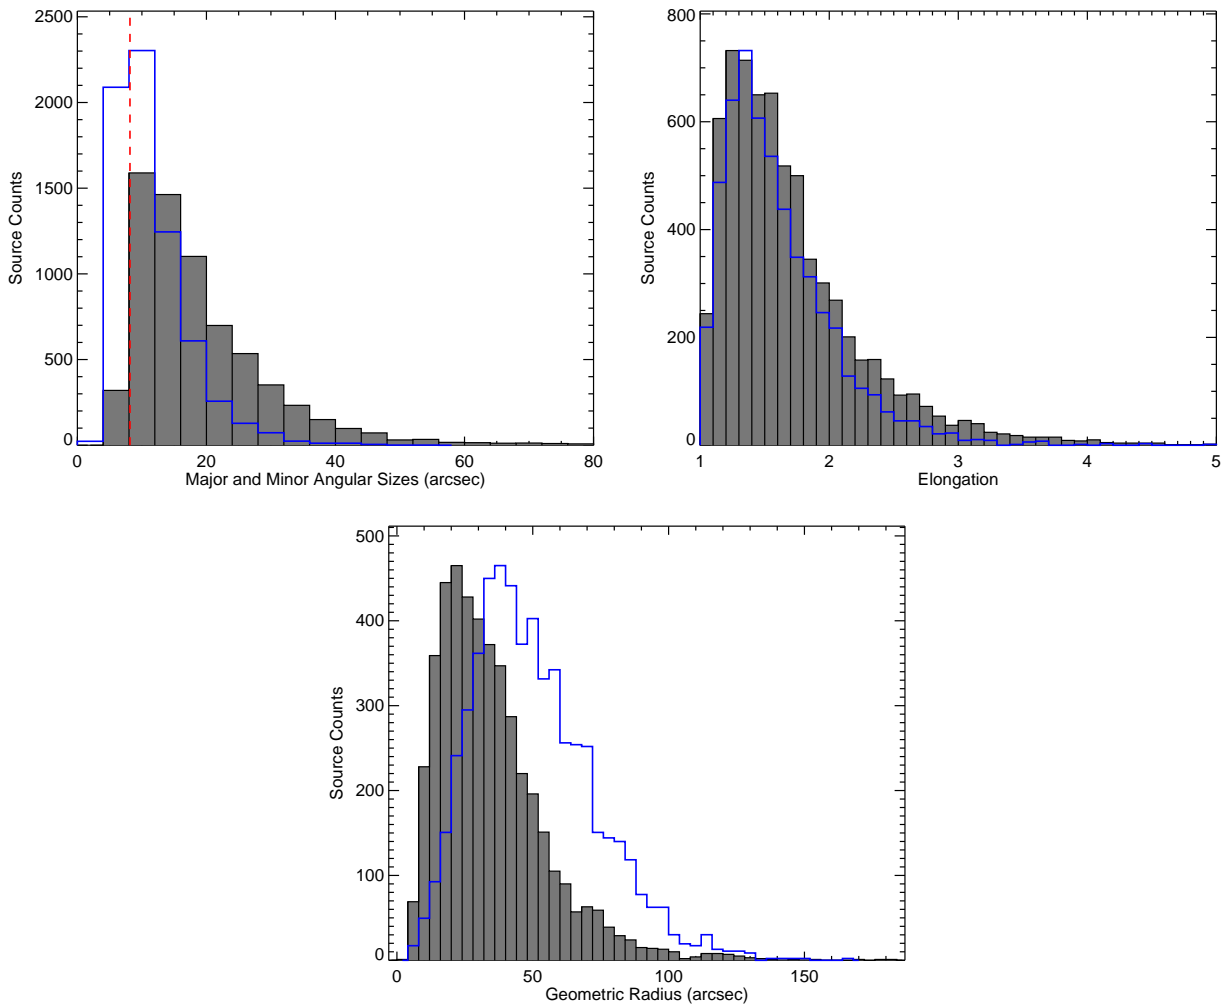 2500
2000
1500
1000
500
0
Source Counts
0 20 40 60 80
Major and Minor Angular Sizes (arcsec)
800
600
400
200
0
Source Counts
1 2 3 4 5
Elongation
500
400
300
200
100
0
Source Counts
0 50 100 150
Geometric Radius (arcsec)